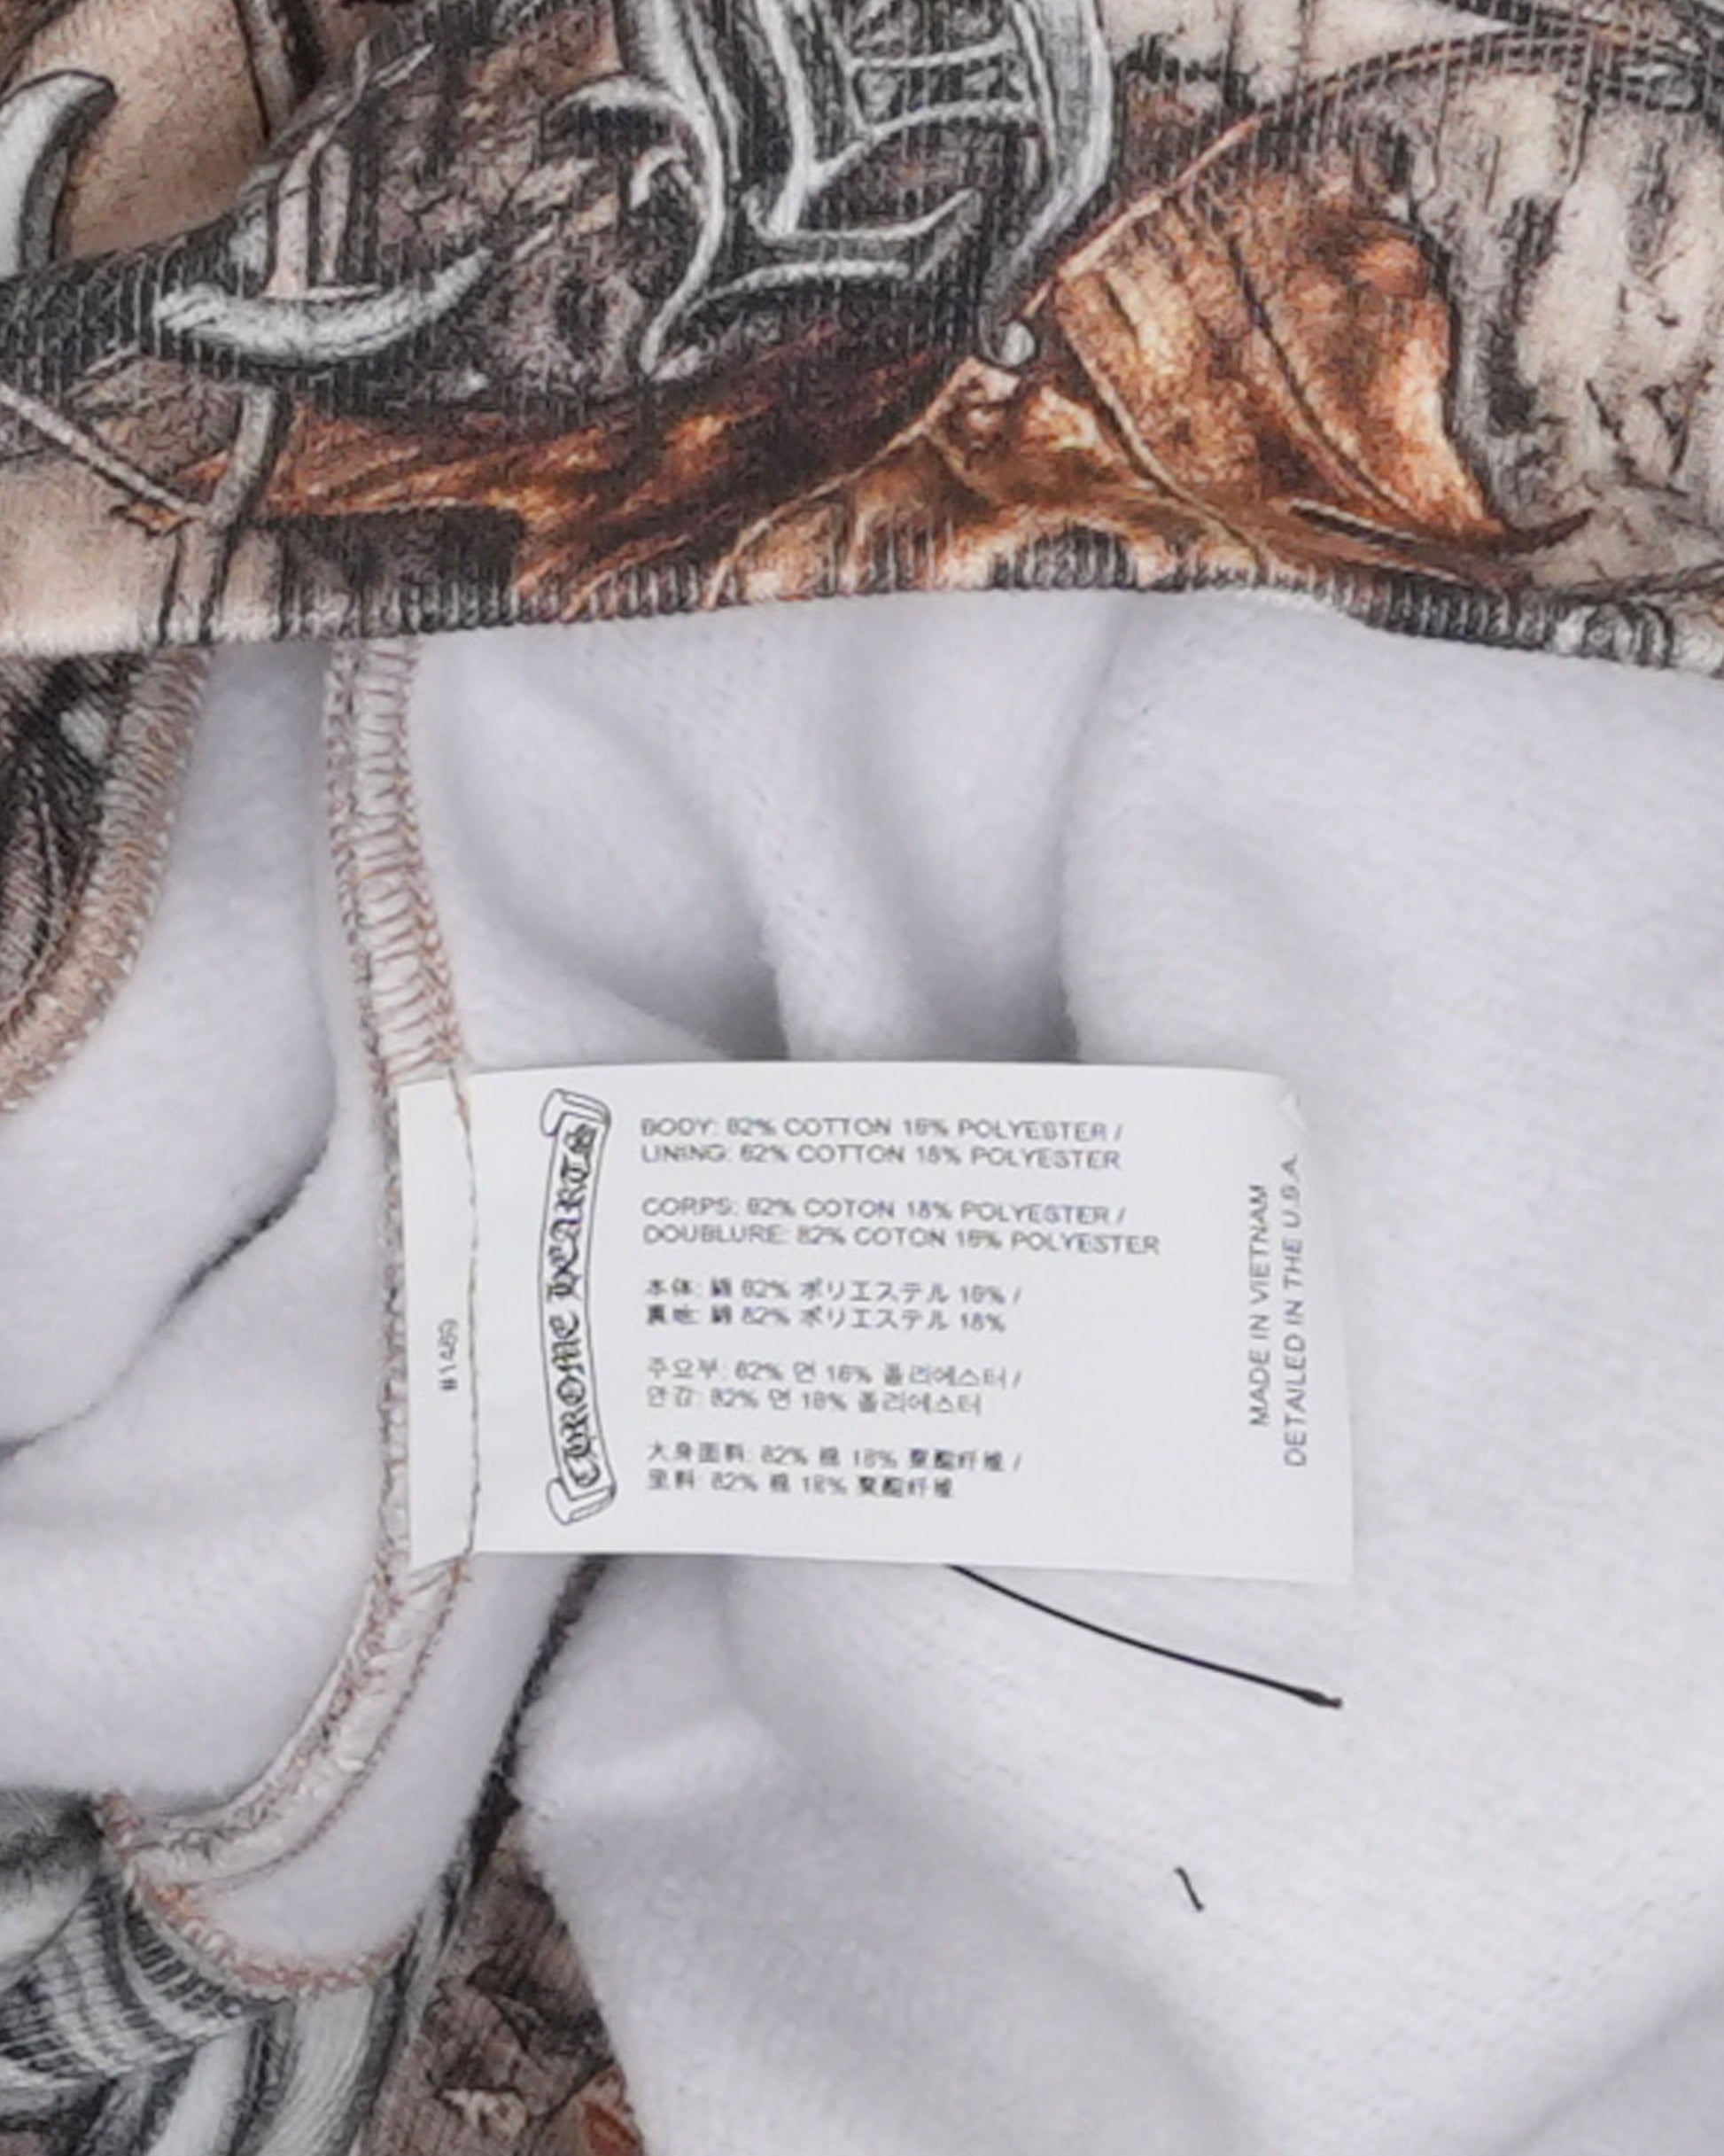 #1469
CHROME HEARTS
BODY: 82% COTTON 18% POLYESTER /
LINING: 82% COTTON 18% POLYESTER
CORPS: 82% COTON 18% POLYESTER /
DOUBLURE: 82% COTON 18% POLYESTER
本体: 綿 82% ポリエステル 18% /
裏地: 綿 82% ポリエステル 18%
주요부: 82% 면 18% 폴리에스터 /
안감: 82% 면 18% 폴리에스터
大身面料: 82% 棉 18% 聚酯纤维 /
里料: 82% 棉 18% 聚酯纤维
MADE IN VIETNAM
DETAILED IN THE U.S.A.